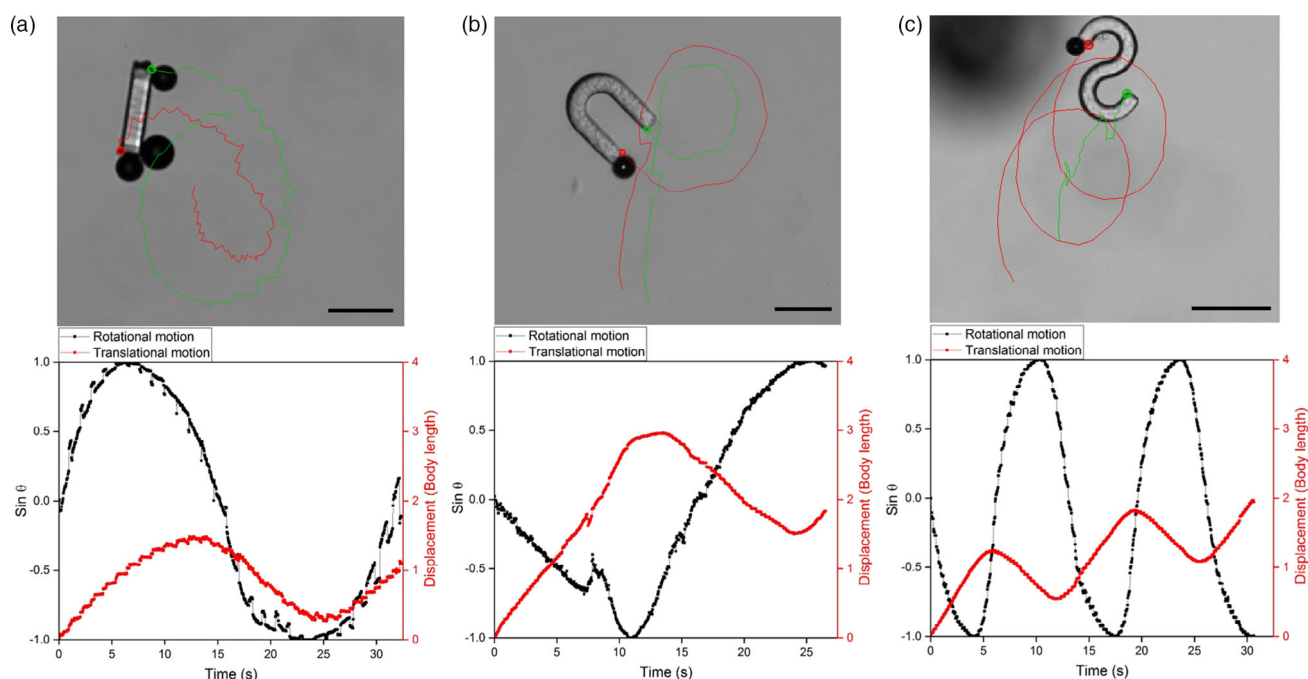 (a)
(b)
(c)
Rotational motion
Translational motion
1.0
0.5
0.0
-0.5
-1.0
Sin θ
4
3
2
1
0
Displacement (Body length)
0 5 10 15 20 25 30
Time (s)
Rotational motion
Translational motion
1.0
0.5
0.0
-0.5
-1.0
Sin θ
4
3
2
1
0
Displacement (Body length)
0 5 10 15 20 25
Time (s)
Rotational motion
Translational motion
1.0
0.5
0.0
-0.5
-1.0
Sin θ
4
3
2
1
0
Displacement (Body length)
0 5 10 15 20 25 30
Time (s)